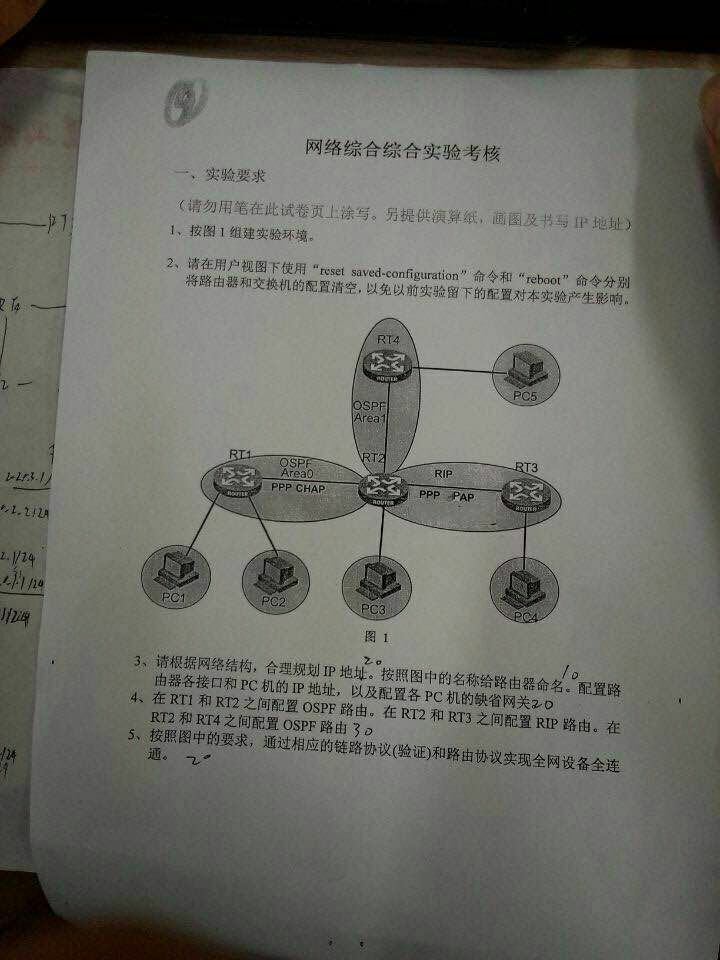 网络综合综合实验考核
一、实验要求
（请勿用笔在此试卷页上涂写。另提供演算纸，画图及书写 IP 地址）
1、按图 1 组建实验环境。
2、请在用户视图下使用“reset saved-configuration”命令和“reboot”命令分别
将路由器和交换机的配置清空，以免以前实验留下的配置对本实验产生影响。
RT4
ROUTER
PC5
OSPF
Area1
RT1
OSPF
Area0
RT2
RIP
RT3
PPP CHAP
PPP PAP
ROUTER
ROUTER
ROUTER
PC1
PC2
PC3
PC4
图 1
20
10
3、请根据网络结构，合理规划 IP 地址。按照图中的名称给路由器命名。配置路
由器各接口和 PC 机的 IP 地址，以及配置各 PC 机的缺省网关20
4、在 RT1 和 RT2 之间配置 OSPF 路由。在 RT2 和 RT3 之间配置 RIP 路由。在
RT2 和 RT4 之间配置 OSPF 路由 30
5、按照图中的要求，通过相应的链路协议(验证)和路由协议实现全网设备全连
通。 20